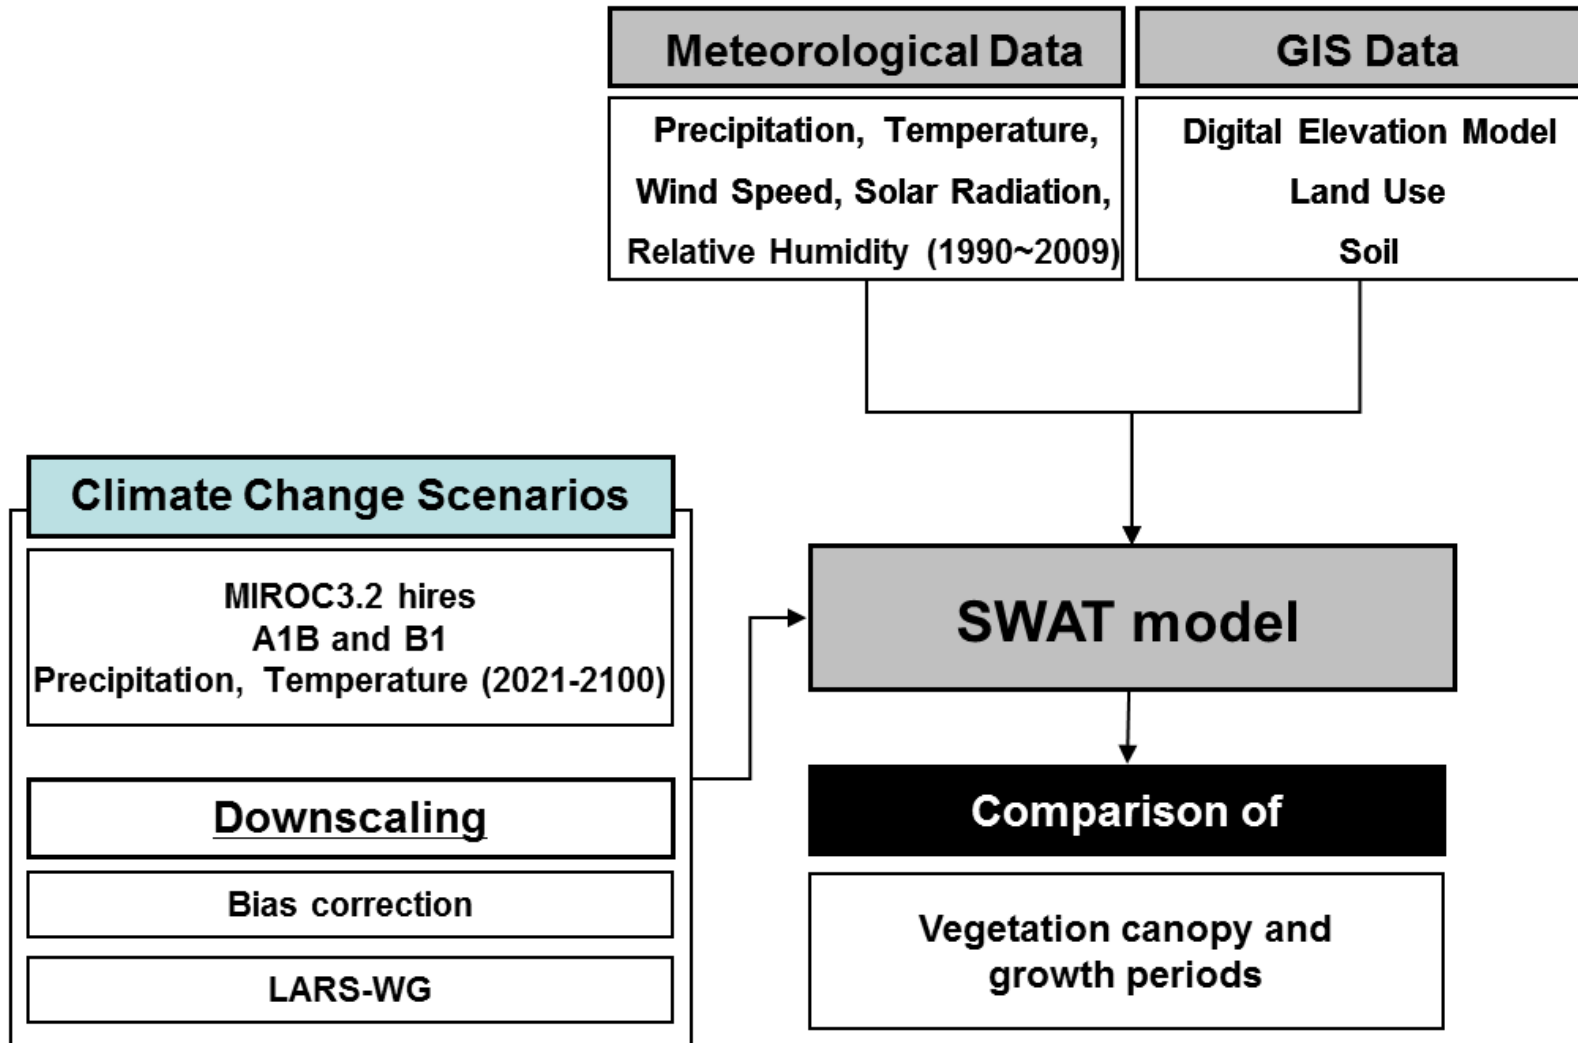 Meteorological Data
Precipitation, Temperature,
Wind Speed, Solar Radiation,
Relative Humidity (1990~2009)
GIS Data
Digital Elevation Model
Land Use
Soil
Climate Change Scenarios
MIROC3.2 hires
A1B and B1
Precipitation, Temperature (2021-2100)
Downscaling
Bias correction
LARS-WG
SWAT model
Comparison of
Vegetation canopy and
growth periods